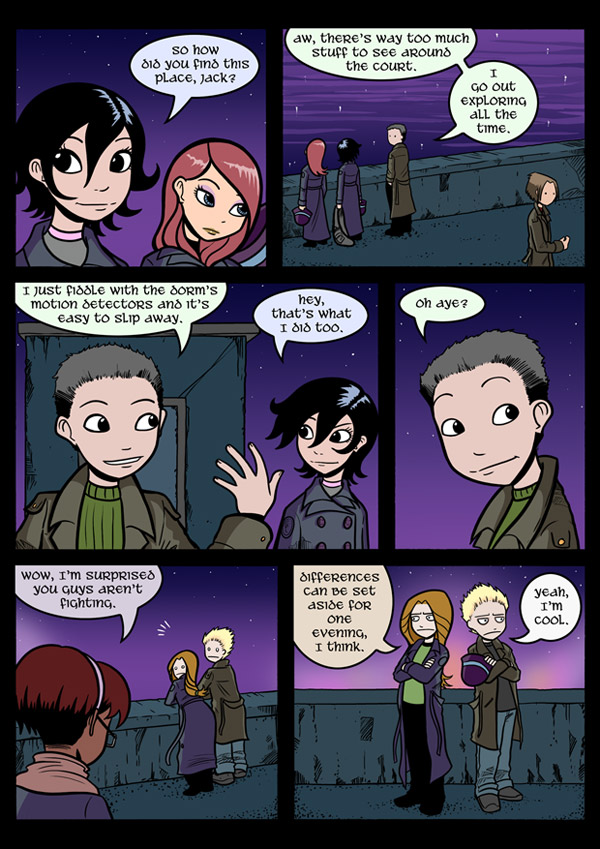 so how
did you find this
place, Jack?
aw, there's way too much
stuff to see around
the court.
I
go out
exploring
all the
time.
I just fiddle with the dorm's
motion detectors and it's
easy to slip away.
hey,
that's what
I did too.
oh aye?
wow, I'm surprised
you guys aren't
fighting.
differences
can be set
aside for
one
evening,
I think.
yeah,
I'm
cool.